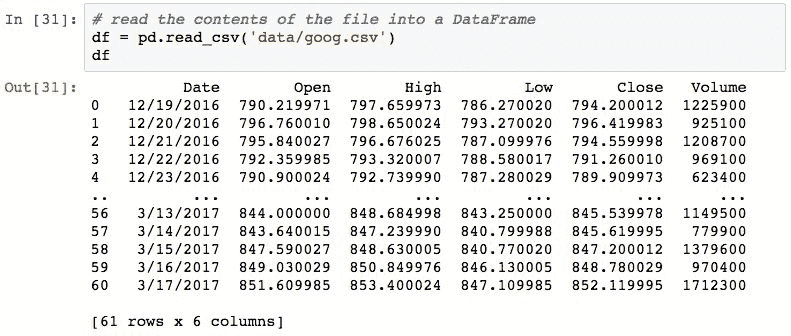 In [31]: # read the contents of the file into a DataFrame
df = pd.read_csv('data/goog.csv')
df
Out[31]: Date Open High Low Close Volume
0 12/19/2016 790.219971 797.659973 786.270020 794.200012 1225900
1 12/20/2016 796.760010 798.650024 793.270020 796.419983 925100
2 12/21/2016 795.840027 796.676025 787.099976 794.559998 1208700
3 12/22/2016 792.359985 793.320007 788.580017 791.260010 969100
4 12/23/2016 790.900024 792.739990 787.280029 789.909973 623400
.. ... ... ... ... ... ...
56 3/13/2017 844.000000 848.684998 843.250000 845.539978 1149500
57 3/14/2017 843.640015 847.239990 840.799988 845.619995 779900
58 3/15/2017 847.590027 848.630005 840.770020 847.200012 1379600
59 3/16/2017 849.030029 850.849976 846.130005 848.780029 970400
60 3/17/2017 851.609985 853.400024 847.109985 852.119995 1712300
[61 rows x 6 columns]